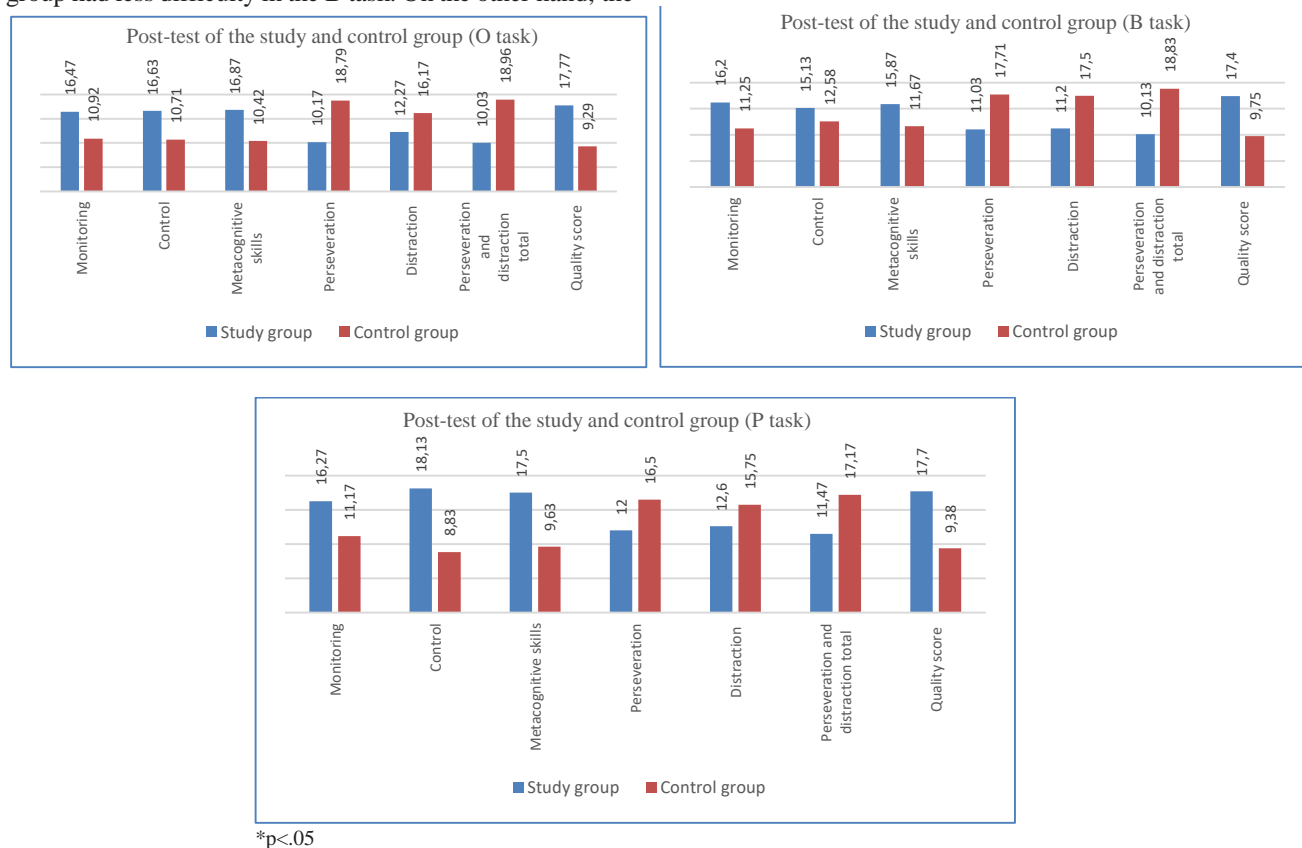 group had less difficulty in the B task. On the other hand, the
Post-test of the study and control group (O task)
16,47
10,92
16,63
10,71
16,87
10,42
10,17
18,79
12,27
16,17
10,03
18,96
17,77
9,29
Monitoring
Control
Metacognitive
skills
Perseveration
Distraction
Perseveration
and
distraction
total
Quality score
Study group
Control group
Post-test of the study and control group (B task)
16,2
11,25
15,13
12,58
15,87
11,67
11,03
17,71
11,2
17,5
10,13
18,83
17,4
9,75
Monitoring
Control
Metacognitive
skills
Perseveration
Distraction
Perseveration
and distraction
total
Quality score
Study group
Control group
Post-test of the study and control group (P task)
16,27
11,17
18,13
8,83
17,5
9,63
12
16,5
12,6
15,75
11,47
17,17
17,7
9,38
Monitoring
Control
Metacognitive skills
Perseveration
Distraction
Perseveration and
distraction total
Quality score
Study group
Control group
*p<.05